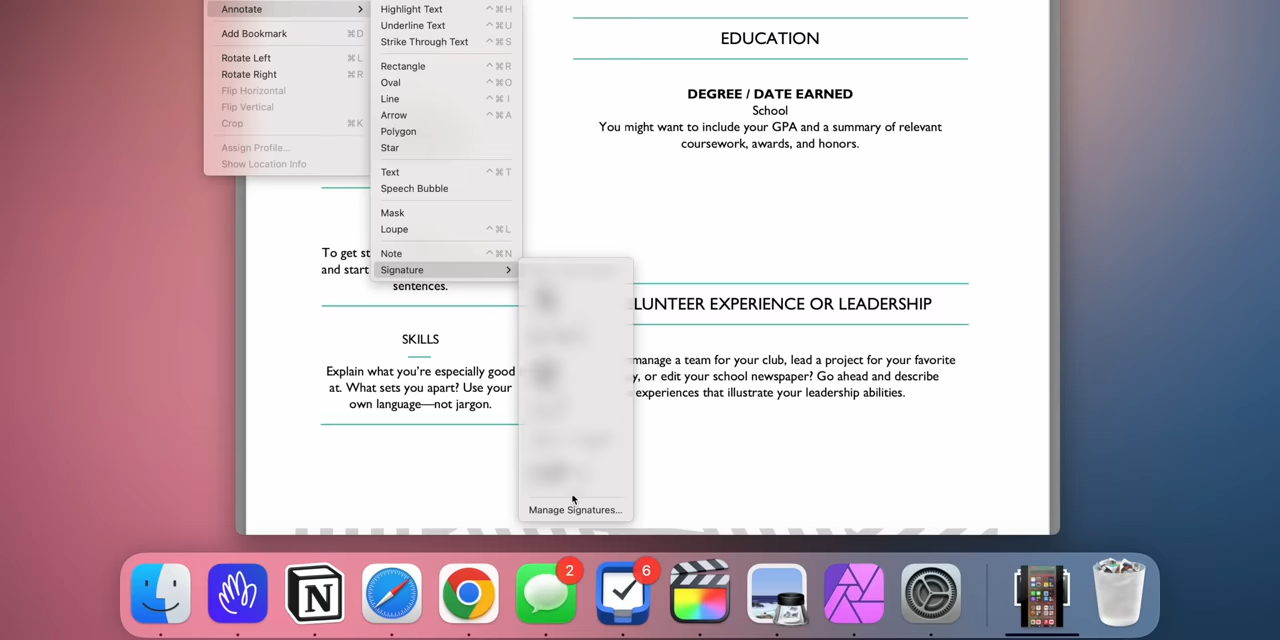 Annotate
Add Bookmark ⌘D
Rotate Left ⌘L
Rotate Right ⌘R
Flip Horizontal
Flip Vertical
Crop ⌘K
Assign Profile...
Show Location Info
Highlight Text ^⌘H
Underline Text ^⌘U
Strike Through Text ^⌘S
Rectangle ^⌘R
Oval ^⌘O
Line ^⌘I
Arrow ^⌘A
Polygon
Star
Text ^⌘T
Speech Bubble
Mask
Loupe ^⌘L
Note ^⌘N
Signature
Manage Signatures...
To get st
and start
sentences.
SKILLS
Explain what you're especially good
at. What sets you apart? Use your
own language—not jargon.
EDUCATION
DEGREE / DATE EARNED
School
You might want to include your GPA and a summary of relevant
coursework, awards, and honors.
LUNTEER EXPERIENCE OR LEADERSHIP
manage a team for your club, lead a project for your favorite
y, or edit your school newspaper? Go ahead and describe
experiences that illustrate your leadership abilities.
N
2
6